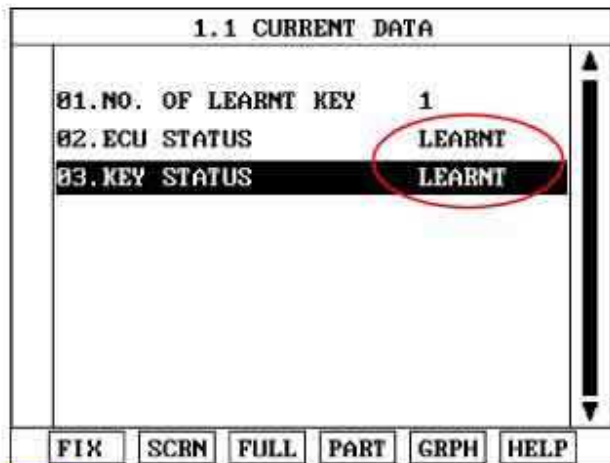 1.1 CURRENT DATA
01.NO. OF LEARNT KEY 1
02.ECU STATUS LEARNT
03.KEY STATUS LEARNT
FIX SCRN FULL PART GRPH HELP